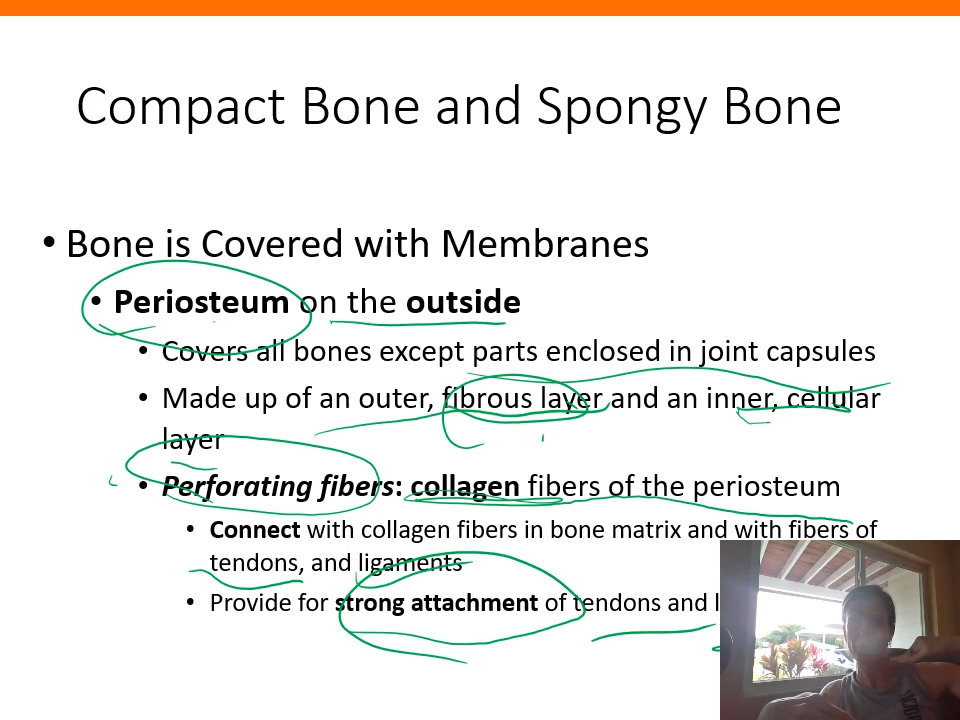 Compact Bone and Spongy Bone
• Bone is Covered with Membranes
• Periosteum on the outside
• Covers all bones except parts enclosed in joint capsules
• Made up of an outer, fibrous layer and an inner, cellular
layer
• Perforating fibers: collagen fibers of the periosteum
• Connect with collagen fibers in bone matrix and with fibers of
tendons, and ligaments
• Provide for strong attachment of tendons and